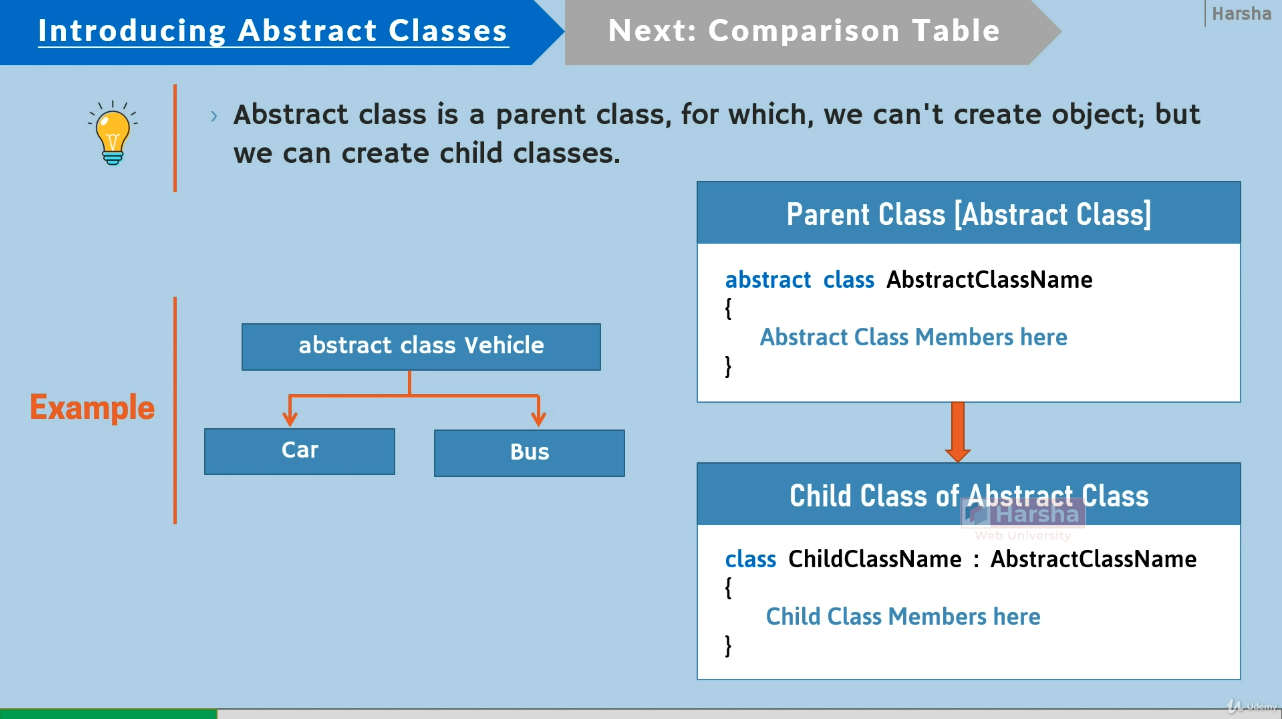 Introducing Abstract Classes
Next: Comparison Table
Harsha
› Abstract class is a parent class, for which, we can't create object; but
we can create child classes.
Example
abstract class Vehicle
Car
Bus
Parent Class [Abstract Class]
abstract class AbstractClassName
{
Abstract Class Members here
}
Child Class of Abstract Class
Harsha
Web University
class ChildClassName : AbstractClassName
{
Child Class Members here
}
Udemy